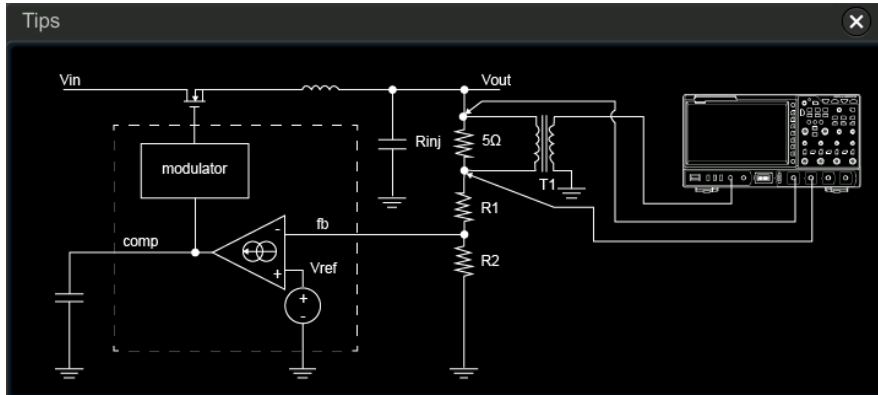 Tips
Vin
Vout
Rinj
5Ω
T1
modulator
R1
fb
comp
-
+
Vref
+
-
R2